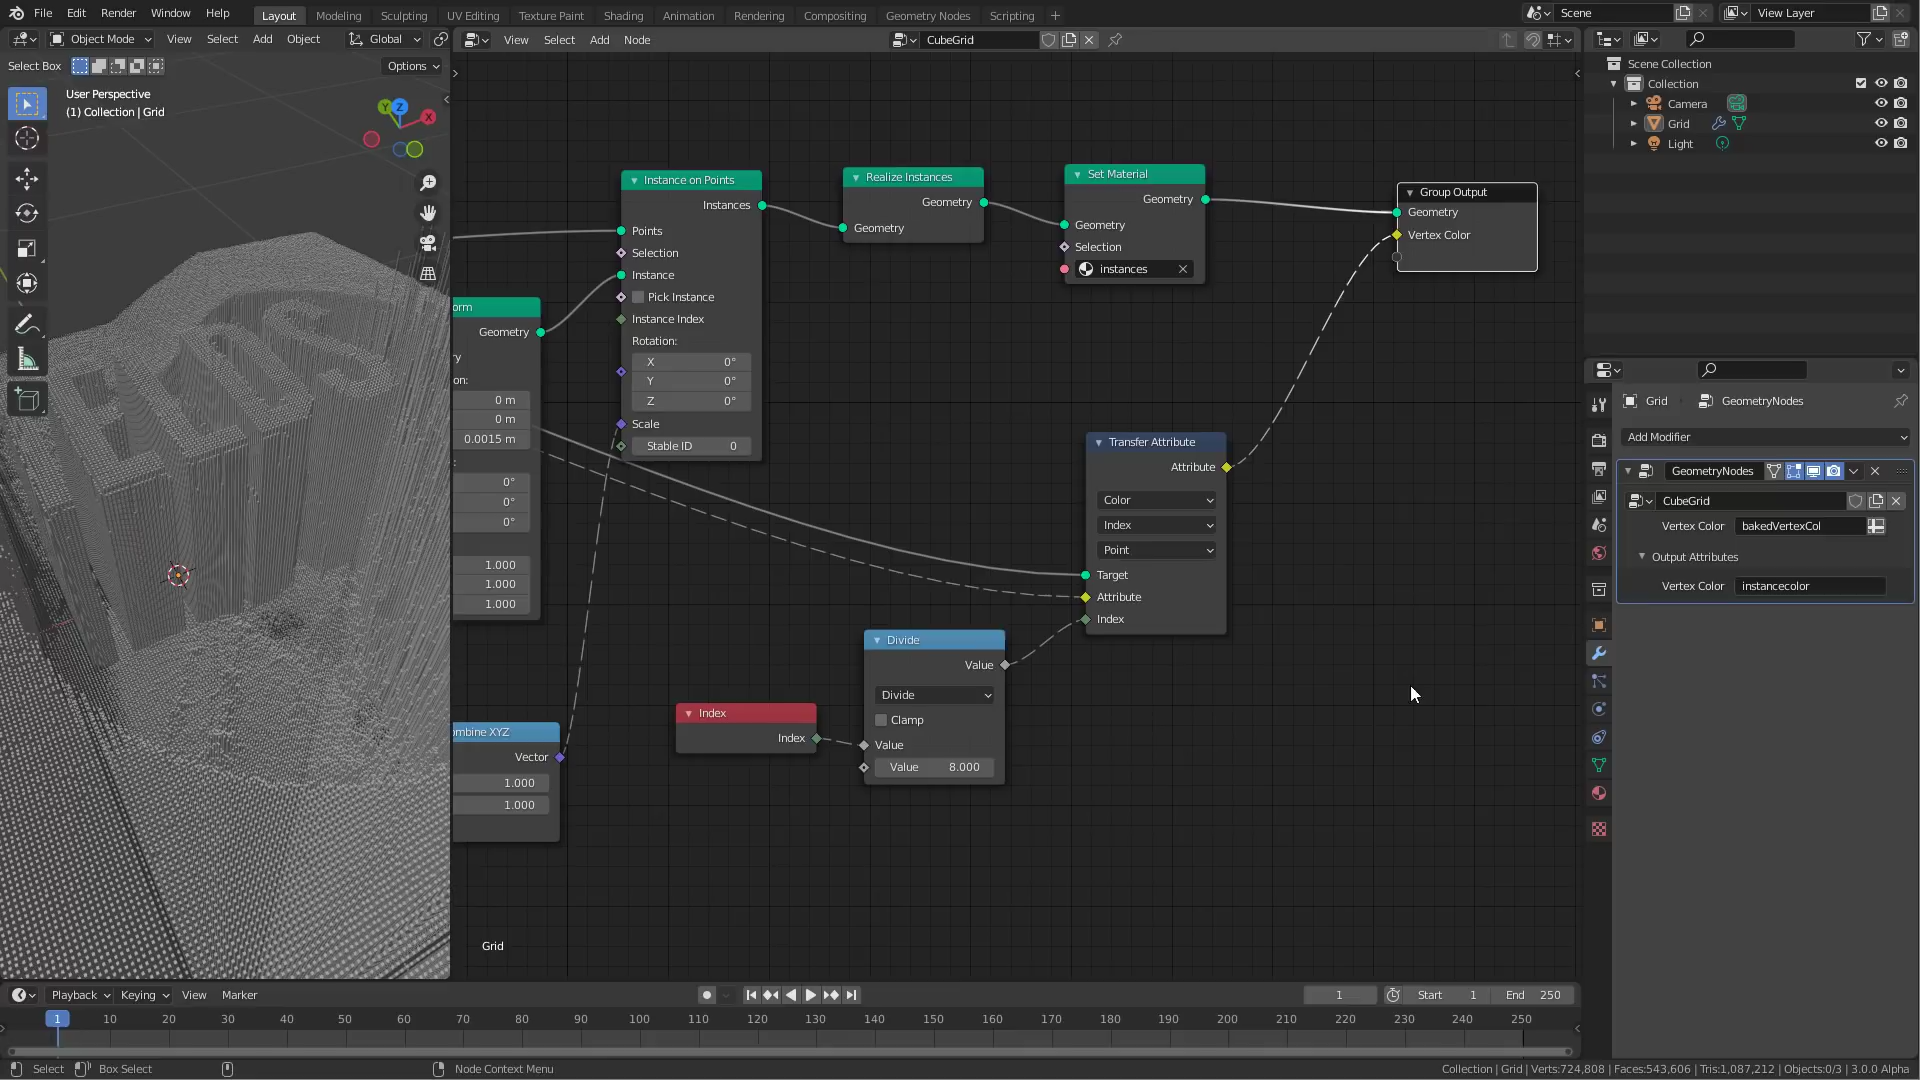 File Edit Render Window Help
Layout Modeling Sculpting UV Editing Texture Paint Shading Animation Rendering Compositing Geometry Nodes Scripting +
Scene
View Layer
Object Mode View Select Add Object Global
View Select Add Node
CubeGrid
Select Box
Options
User Perspective
(1) Collection | Grid
Y Z X
Instance on Points
Instances
Points
Selection
Instance
Pick Instance
Instance Index
Rotation:
X 0°
Y 0°
Z 0°
Scale
Stable ID 0
Realize Instances
Geometry
Geometry
Set Material
Geometry
Geometry
Selection
instances
Group Output
Geometry
Vertex Color
orm
Geometry
y
on:
0 m
0 m
0.0015 m
:
0°
0°
0°
1.000
1.000
1.000
Transfer Attribute
Attribute
Color
Index
Point
Target
Attribute
Index
Divide
Value
Divide
Clamp
Value
Value 8.000
Index
Index
ombine XYZ
Vector
1.000
1.000
Grid
Scene Collection
Collection
Camera
Grid
Light
Grid GeometryNodes
Add Modifier
GeometryNodes
CubeGrid
Vertex Color bakedVertexCol
Output Attributes
Vertex Color instancecolor
Playback Keying View Marker
1 Start 1 End 250
1 10 20 30 40 50 60 70 80 90 100 110 120 130 140 150 160 170 180 190 200 210 220 230 240 250
Select Box Select Node Context Menu
Collection | Grid | Verts:724,808 | Faces:543,606 | Tris:1,087,212 | Objects:0/3 | 3.0.0 Alpha